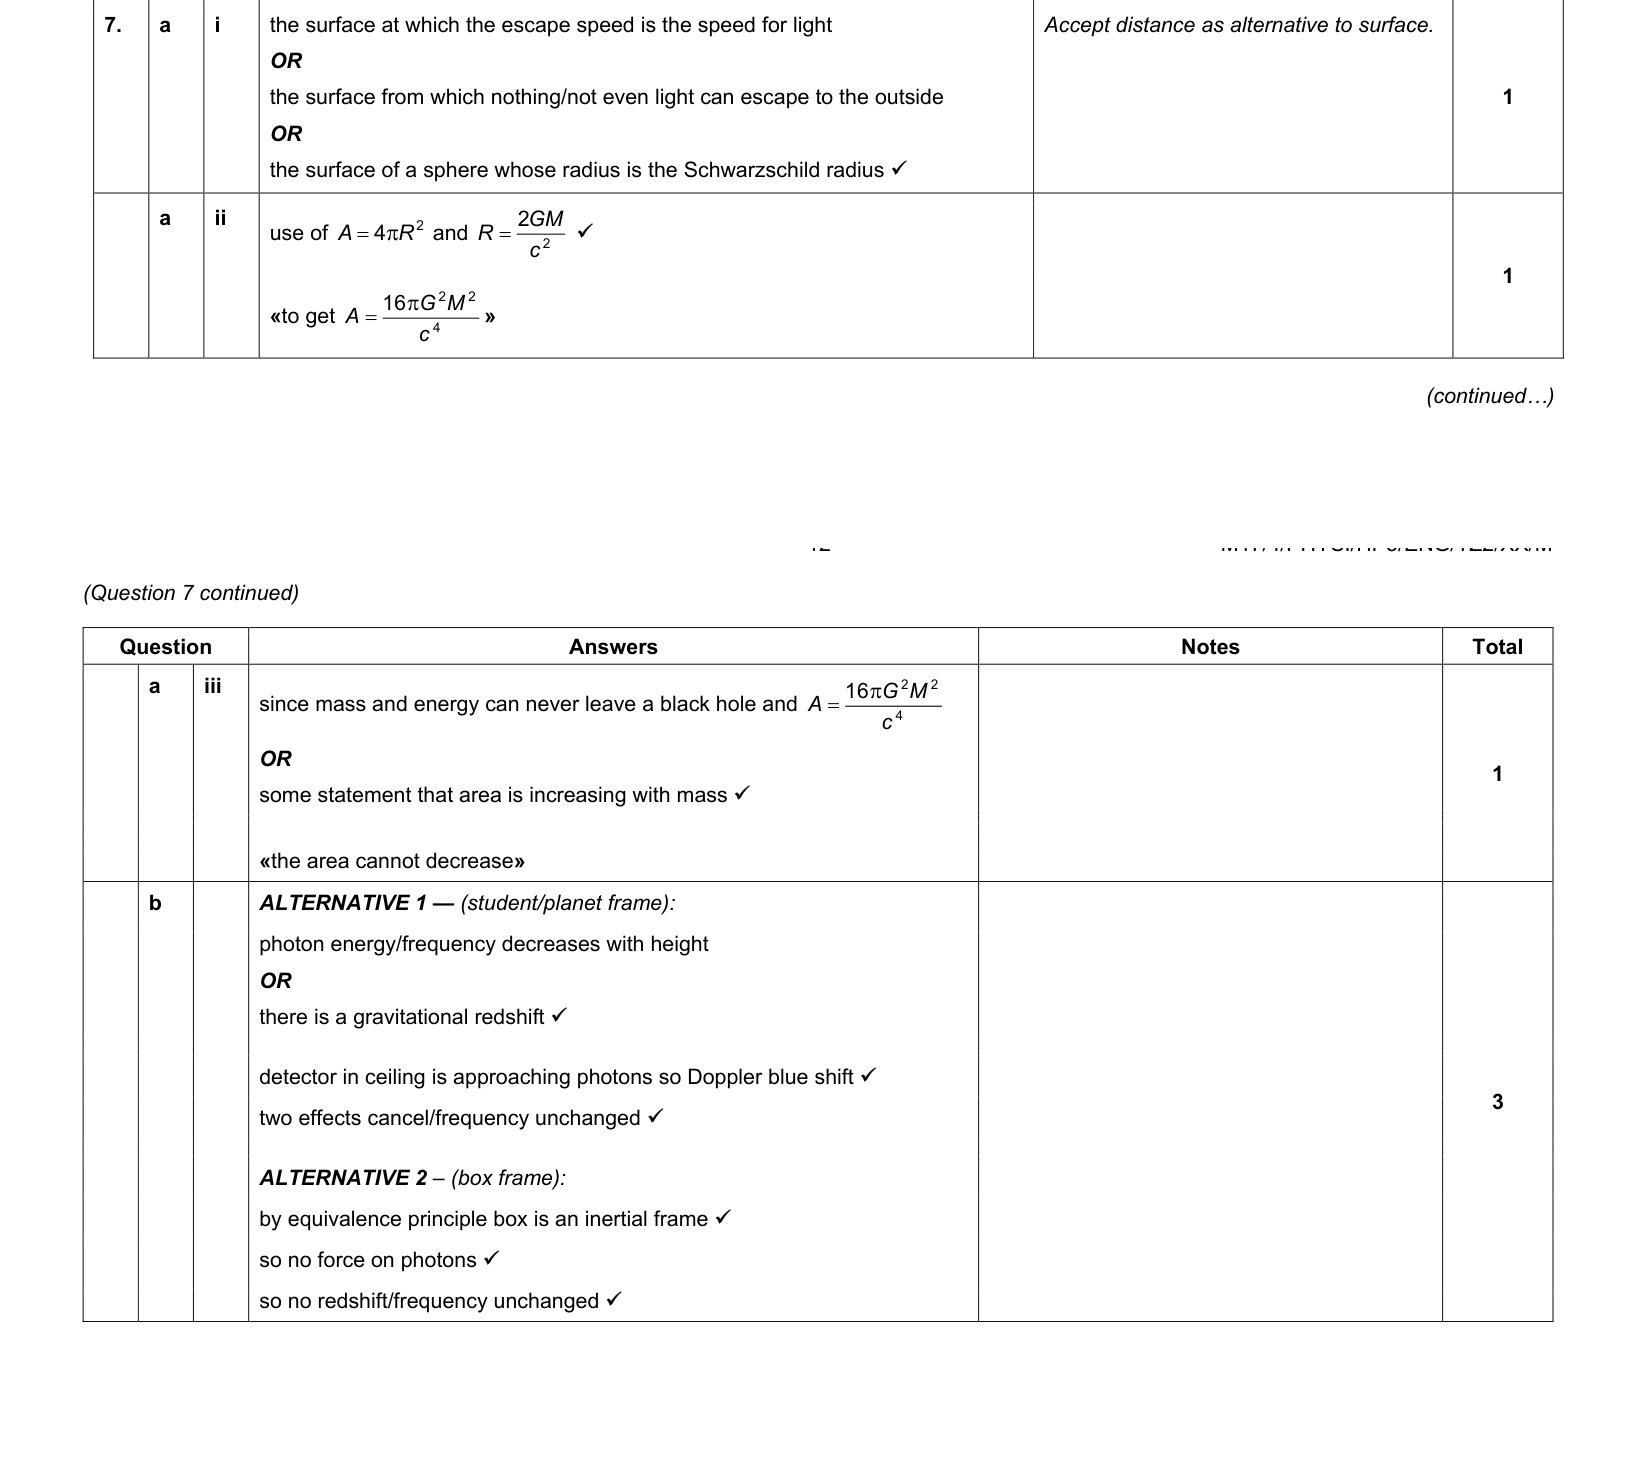 7. a i the surface at which the escape speed is the speed for light Accept distance as alternative to surface.
OR
the surface from which nothing/not even light can escape to the outside 1
OR
the surface of a sphere whose radius is the Schwarzschild radius ✓
a ii use of A = 4πR² and R = 2GM/c² ✓
1
«to get A = 16πG²M²/c⁴»
(continued…)
(Question 7 continued)
Question Answers Notes Total
a iii since mass and energy can never leave a black hole and A = 16πG²M²/c⁴
OR
1
some statement that area is increasing with mass ✓
«the area cannot decrease»
b ALTERNATIVE 1 — (student/planet frame):
photon energy/frequency decreases with height
OR
there is a gravitational redshift ✓
detector in ceiling is approaching photons so Doppler blue shift ✓
3
two effects cancel/frequency unchanged ✓
ALTERNATIVE 2 – (box frame):
by equivalence principle box is an inertial frame ✓
so no force on photons ✓
so no redshift/frequency unchanged ✓